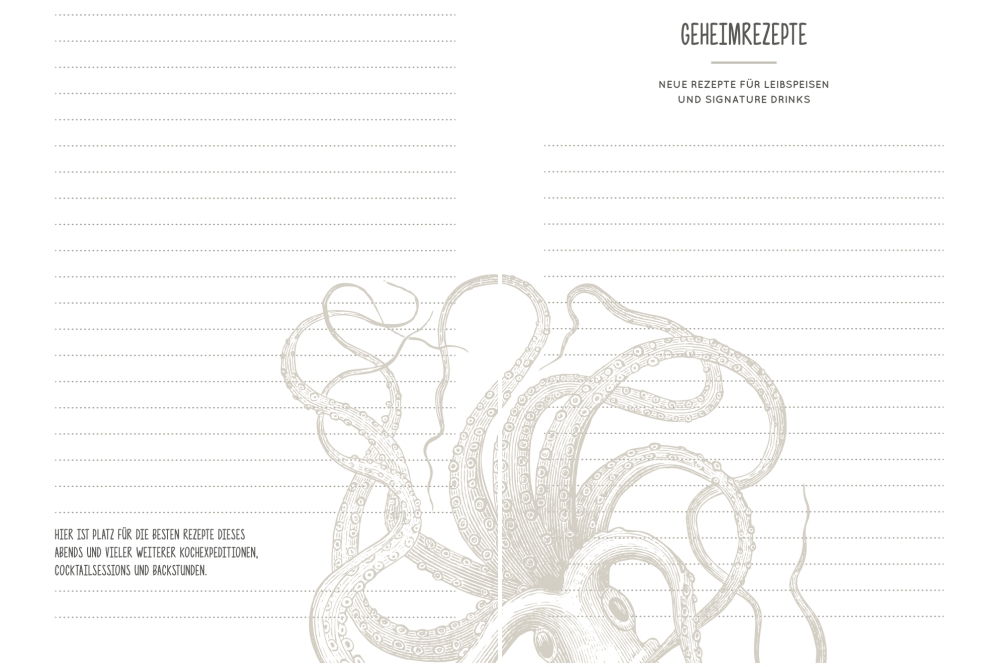 HIER IST PLATZ FÜR DIE BESTEN REZEPTE DIESES
ABENDS UND VIELER WEITERER KOCHEXPEDITIONEN,
COCKTAILSESSIONS UND BACKSTUNDEN.
GEHEIMREZEPTE
NEUE REZEPTE FÜR LEIBSPEISEN
UND SIGNATURE DRINKS